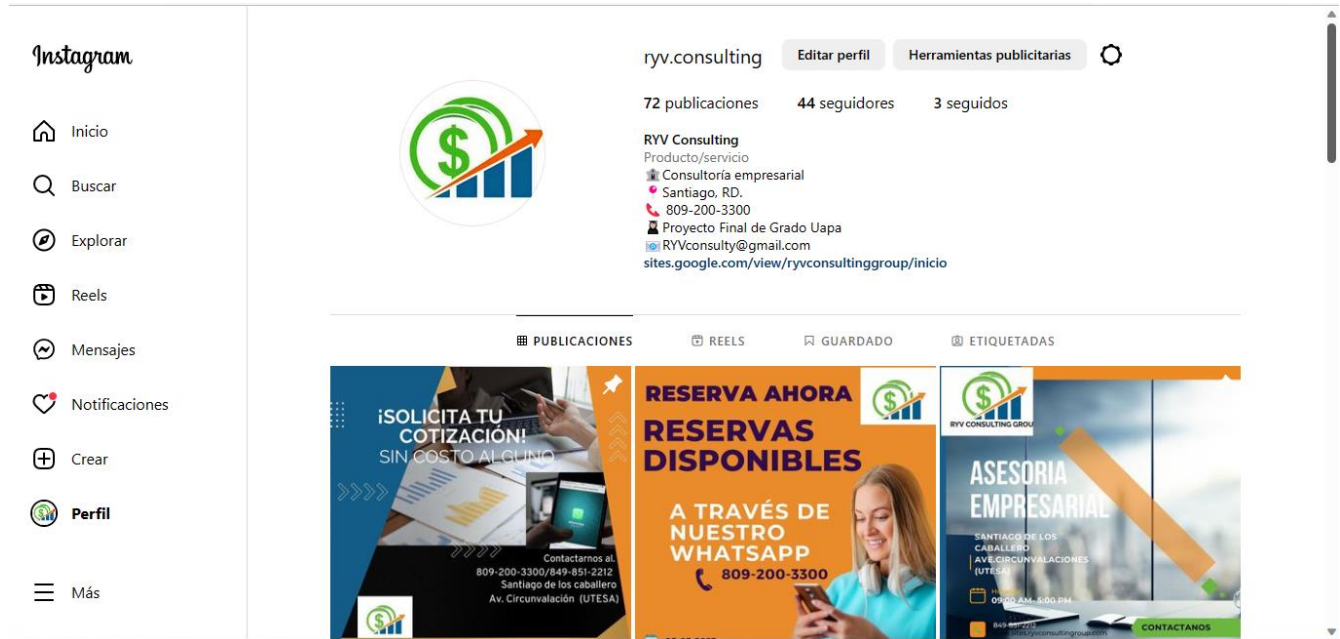 Instagram
Inicio
Buscar
Explorar
Reels
Mensajes
Notificaciones
Crear
Perfil
Más
ryv.consulting Editar perfil Herramientas publicitarias
72 publicaciones 44 seguidores 3 seguidos
RYV Consulting
Producto/servicio
Consultoría empresarial
Santiago, RD.
809-200-3300
Proyecto Final de Grado Uapa
RYVconsulty@gmail.com
sites.google.com/view/ryvconsultinggroup/inicio
PUBLICACIONES REELS GUARDADO ETIQUETADAS
¡SOLICITA TU
COTIZACIÓN!
SIN COSTO ALGUNO
Contactarnos al.
809-200-3300/849-851-2212
Santiago de los caballero
Av. Circunvalación (UTESA)
RESERVA AHORA
RESERVAS
DISPONIBLES
A TRAVÉS DE
NUESTRO
WHATSAPP
809-200-3300
RYV CONSULTING GROU
ASESORIA
EMPRESARIAL
SANTIAGO DE LOS
CABALLERO
AVE.CIRCUNVALACIONES
(UTESA)
09:00 AM- 5:00 PM
849-851-2212
CONTACTANOS